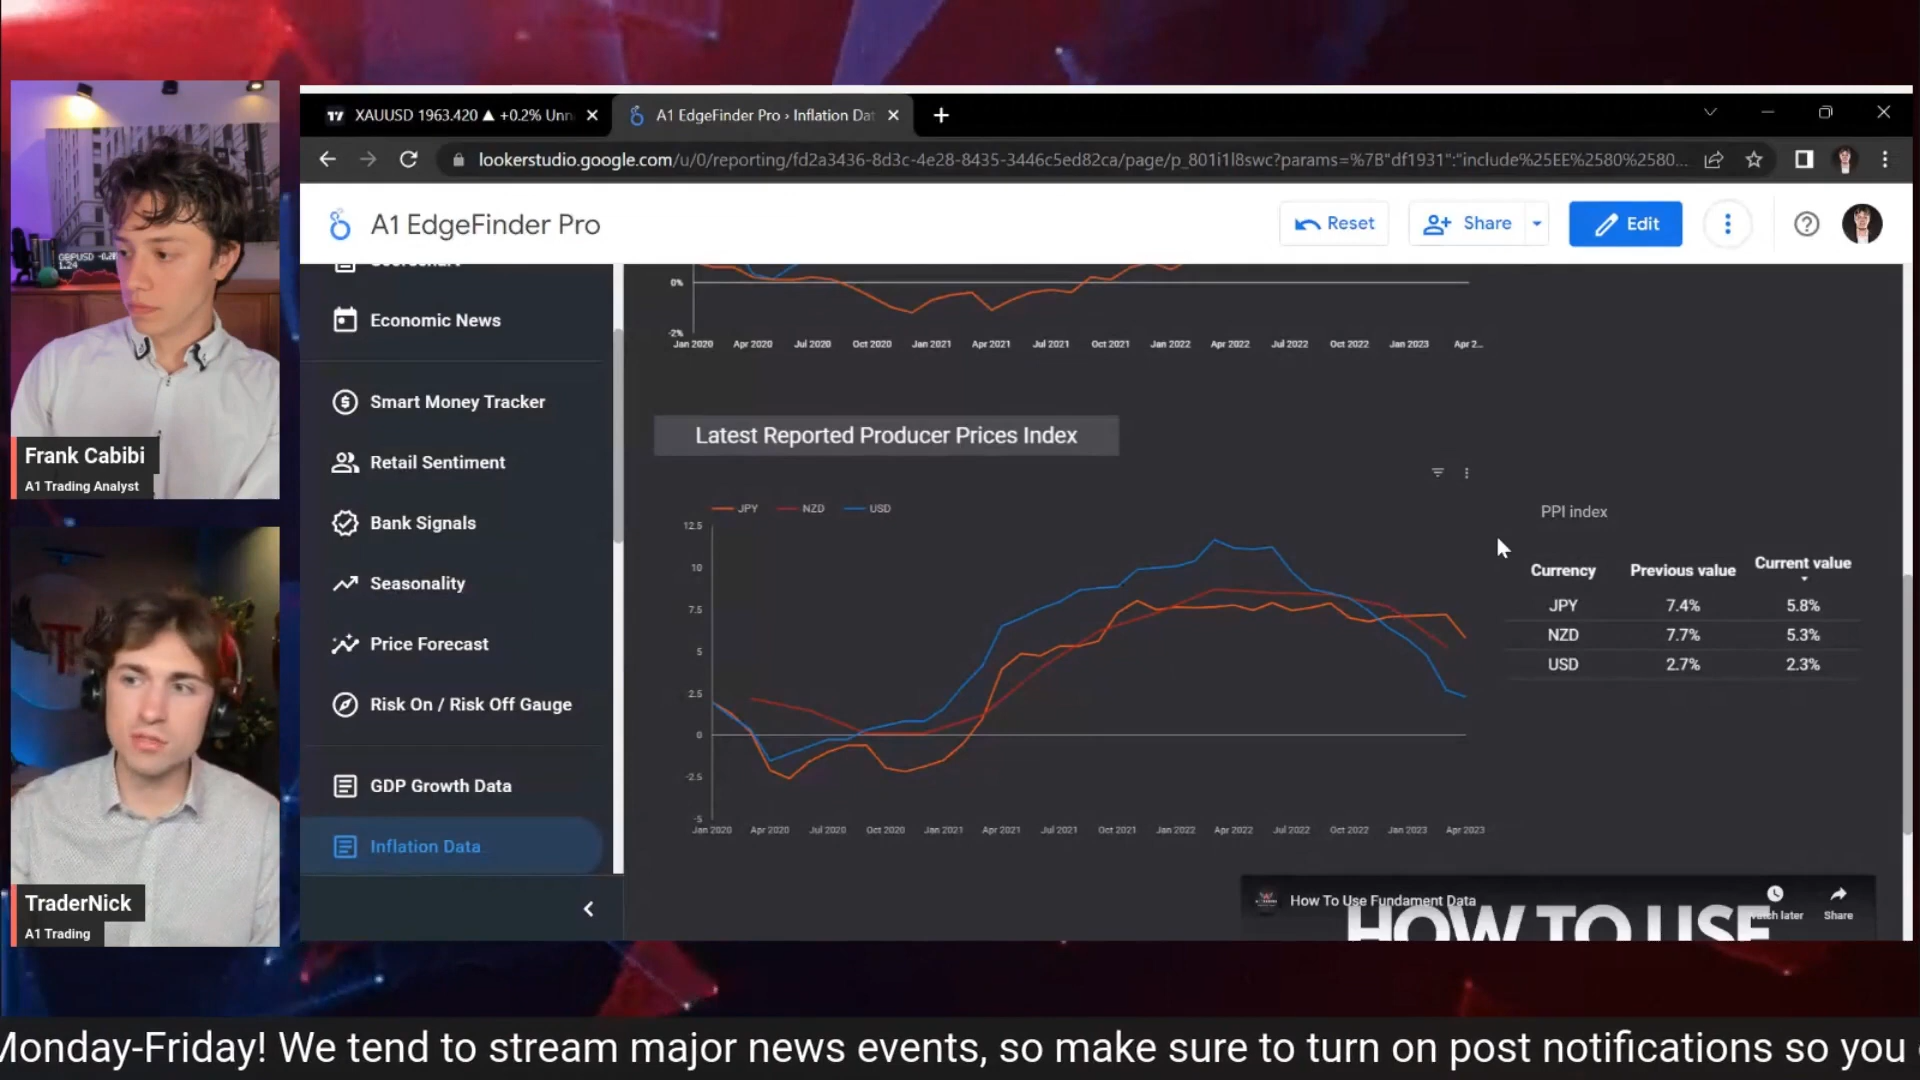 XAUUSD 1963.420 ▲ +0.2% Unn
A1 EdgeFinder Pro › Inflation Dat
lookerstudio.google.com/u/0/reporting/fd2a3436-8d3c-4e28-8435-3446c5ed82ca/page/p_801i1l8swc?params=%7B"df1931":"include%25EE%2580%2580...
A1 EdgeFinder Pro
Reset
Share
Edit
Economic News
Smart Money Tracker
Retail Sentiment
Bank Signals
Seasonality
Price Forecast
Risk On / Risk Off Gauge
GDP Growth Data
Inflation Data
0%
-2%
Jan 2020 Apr 2020 Jul 2020 Oct 2020 Jan 2021 Apr 2021 Jul 2021 Oct 2021 Jan 2022 Apr 2022 Jul 2022 Oct 2022 Jan 2023 Apr 2...
Latest Reported Producer Prices Index
JPY NZD USD
12.5
10
7.5
5
2.5
0
-2.5
-5
Jan 2020 Apr 2020 Jul 2020 Oct 2020 Jan 2021 Apr 2021 Jul 2021 Oct 2021 Jan 2022 Apr 2022 Jul 2022 Oct 2022 Jan 2023 Apr 2023
PPI index
Currency Previous value Current value
JPY 7.4% 5.8%
NZD 7.7% 5.3%
USD 2.7% 2.3%
How To Use Fundament Data
HOW TO USE
Share
GBPUSD
1.24
Frank Cabibi
A1 Trading Analyst
TraderNick
A1 Trading
Monday-Friday! We tend to stream major news events, so make sure to turn on post notifications so you